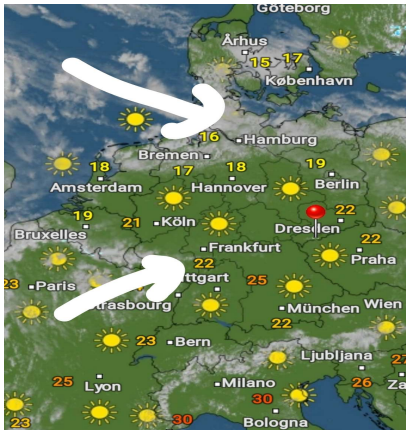 Göteborg
Århus
15 17
København
16
Hamburg
Bremen
18 17 18 19
Amsterdam Hannover Berlin
19 21 Köln 22
Bruxelles Dresden
Frankfurt 22
22 Praha
23 Paris ttgart 25
trasbourg München Wien
22
23 Bern
Ljubljana
25 Milano 26
Lyon 30 Za
23 30 Bologna